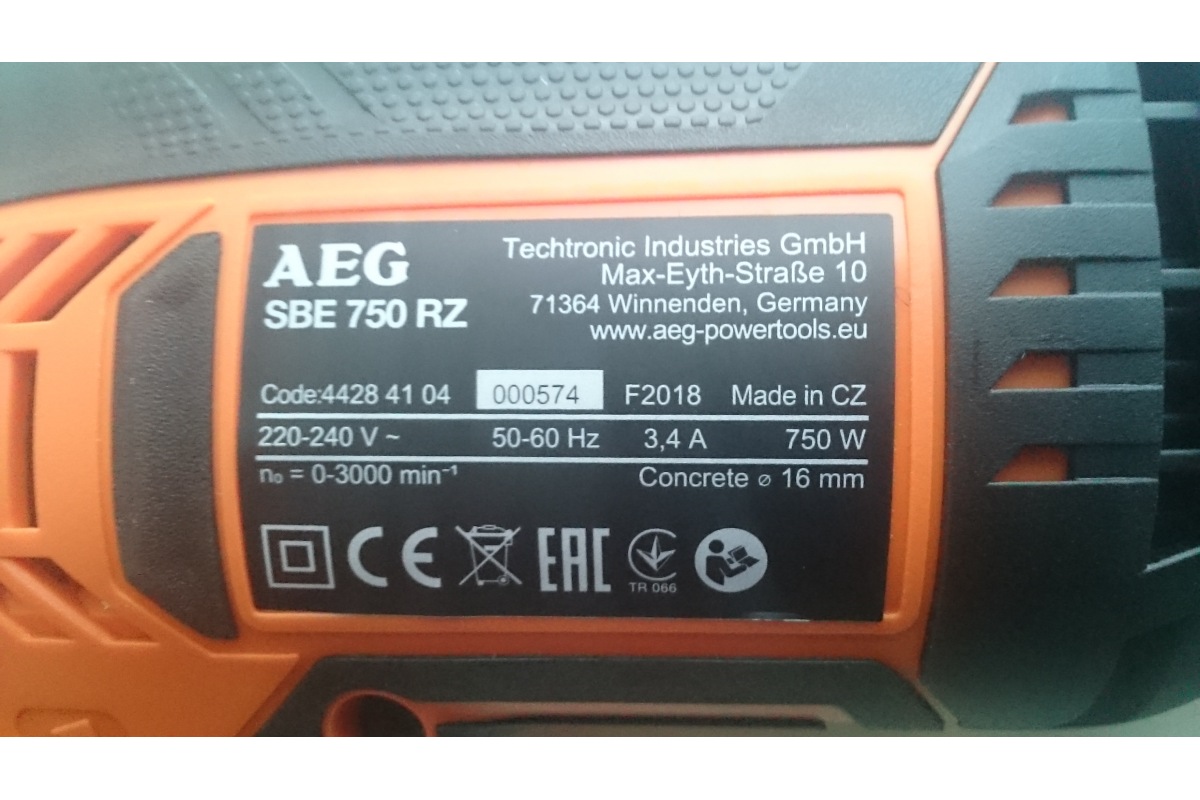 AEG
SBE 750 RZ
Techtronic Industries GmbH
Max-Eyth-Straße 10
71364 Winnenden, Germany
www.aeg-powertools.eu
Code:4428 41 04 000574 F2018 Made in CZ
220-240 V ~ 50-60 Hz 3,4 A 750 W
n₀ = 0-3000 min⁻¹ Concrete ⌀ 16 mm
CE EAC TR 066